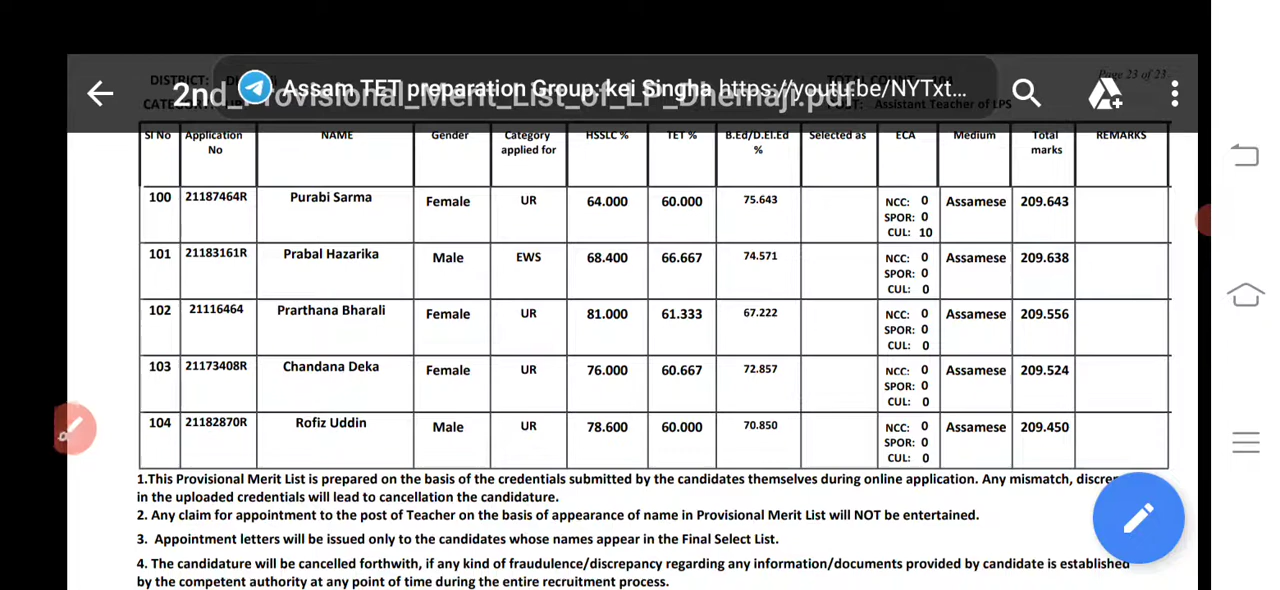 DISTRICT:
Page 23 of 23
Assam TET preparation Group: kei Singha https://youtu.be/NYTxt...
2nd_Provisional_Merit_List_of_LP_Dhemaji.pdf
Assistant Teacher of LPS
Sl No Application No NAME Gender Category applied for HSSLC % TET % B.Ed/D.El.Ed % Selected as ECA Medium Total marks REMARKS
100 21187464R Purabi Sarma Female UR 64.000 60.000 75.643 NCC: 0 SPOR: 0 CUL: 10 Assamese 209.643
101 21183161R Prabal Hazarika Male EWS 68.400 66.667 74.571 NCC: 0 SPOR: 0 CUL: 0 Assamese 209.638
102 21116464 Prarthana Bharali Female UR 81.000 61.333 67.222 NCC: 0 SPOR: 0 CUL: 0 Assamese 209.556
103 21173408R Chandana Deka Female UR 76.000 60.667 72.857 NCC: 0 SPOR: 0 CUL: 0 Assamese 209.524
104 21182870R Rofiz Uddin Male UR 78.600 60.000 70.850 NCC: 0 SPOR: 0 CUL: 0 Assamese 209.450
1.This Provisional Merit List is prepared on the basis of the credentials submitted by the candidates themselves during online application. Any mismatch, discre
in the uploaded credentials will lead to cancellation the candidature.
2. Any claim for appointment to the post of Teacher on the basis of appearance of name in Provisional Merit List will NOT be entertained.
3. Appointment letters will be issued only to the candidates whose names appear in the Final Select List.
4. The candidature will be cancelled forthwith, if any kind of fraudulence/discrepancy regarding any information/documents provided by candidate is established
by the competent authority at any point of time during the entire recruitment process.